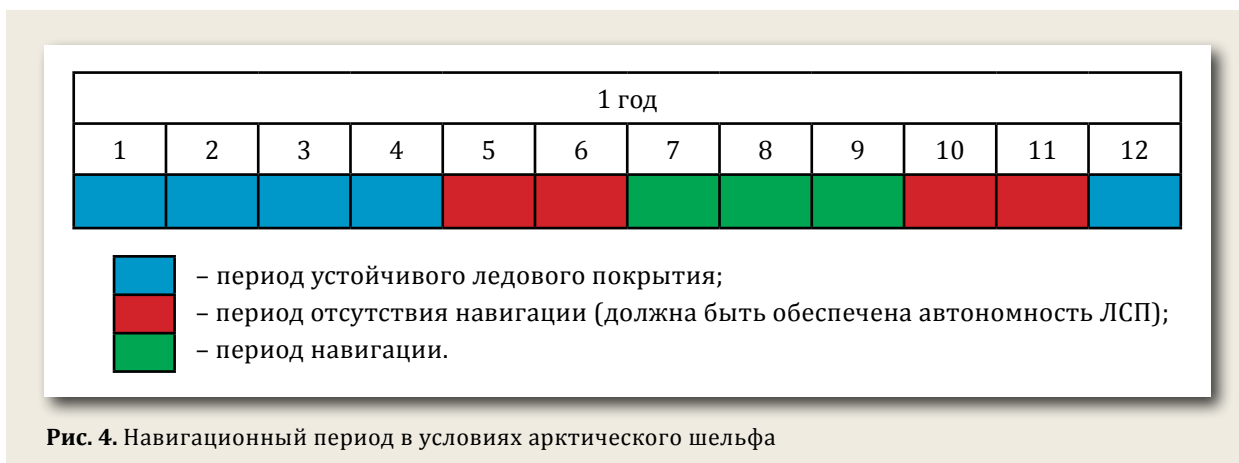 1 год
1 2 3 4 5 6 7 8 9 10 11 12
– период устойчивого ледового покрытия;
– период отсутствия навигации (должна быть обеспечена автономность ЛСП);
– период навигации.
Рис. 4. Навигационный период в условиях арктического шельфа